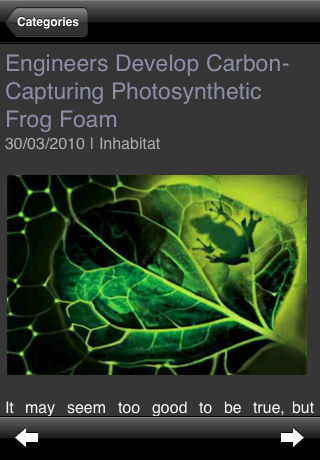 Categories
Engineers Develop Carbon-
Capturing Photosynthetic
Frog Foam
30/03/2010 | Inhabitat
It may seem too good to be true, but